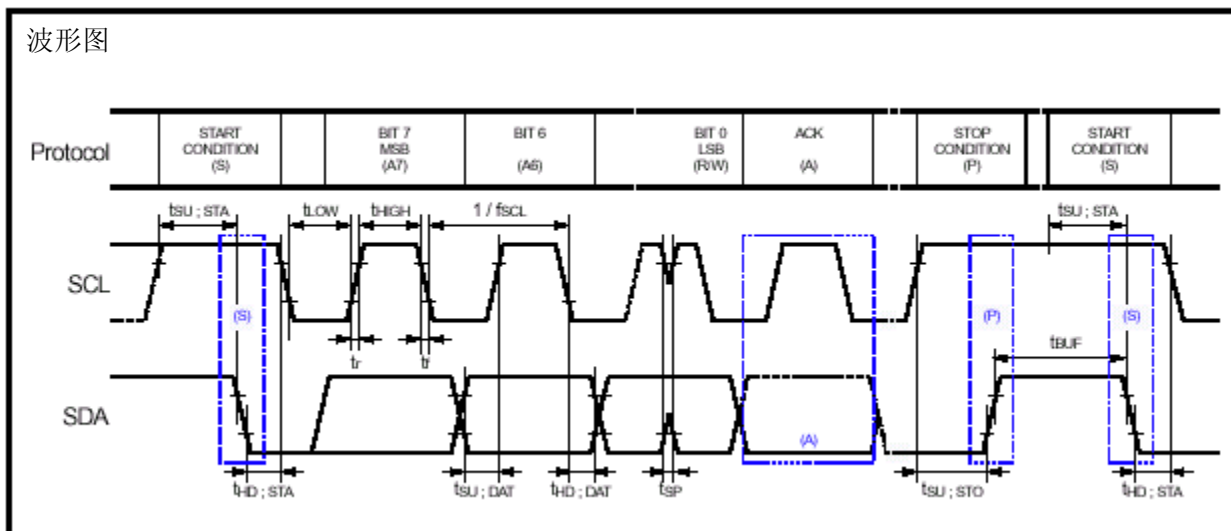 波形图
Protocol
START
CONDITION
(S)
BIT 7
MSB
(A7)
BIT 6
(A6)
BIT 0
LSB
(R/W)
ACK
(A)
STOP
CONDITION
(P)
START
CONDITION
(S)
tSU ; STA
tLOW
tHIGH
1 / fSCL
tSU ; STA
SCL
(S)
(P)
(S)
tr
tf
tBUF
SDA
(A)
tHD ; STA
tSU ; DAT
tHD ; DAT
tSP
tSU ; STO
tHD ; STA